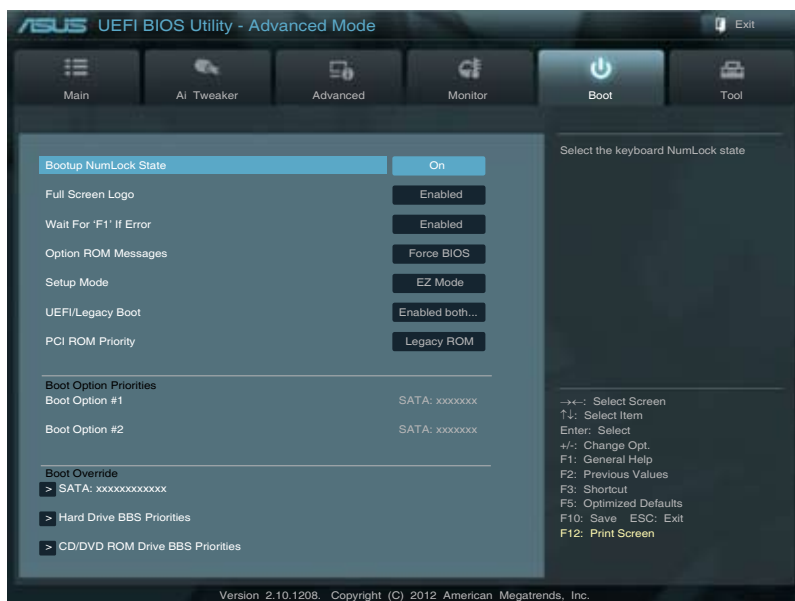 ASUS UEFI BIOS Utility - Advanced Mode
Exit
Main
Ai Tweaker
Advanced
Monitor
Boot
Tool
Bootup NumLock State On
Full Screen Logo Enabled
Wait For ‘F1’ If Error Enabled
Option ROM Messages Force BIOS
Setup Mode EZ Mode
UEFI/Legacy Boot Enabled both...
PCI ROM Priority Legacy ROM
Boot Option Priorities
Boot Option #1 SATA: xxxxxxx
Boot Option #2 SATA: xxxxxxx
Boot Override
> SATA: xxxxxxxxxxxx
> Hard Drive BBS Priorities
> CD/DVD ROM Drive BBS Priorities
Select the keyboard NumLock state
→←: Select Screen
↑↓: Select Item
Enter: Select
+/-: Change Opt.
F1: General Help
F2: Previous Values
F3: Shortcut
F5: Optimized Defaults
F10: Save ESC: Exit
F12: Print Screen
Version 2.10.1208. Copyright (C) 2012 American Megatrends, Inc.